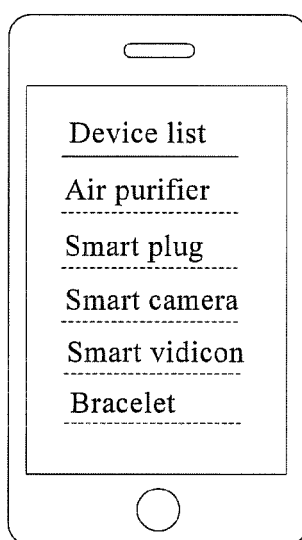 Device list
Air purifier
Smart plug
Smart camera
Smart vidicon
Bracelet